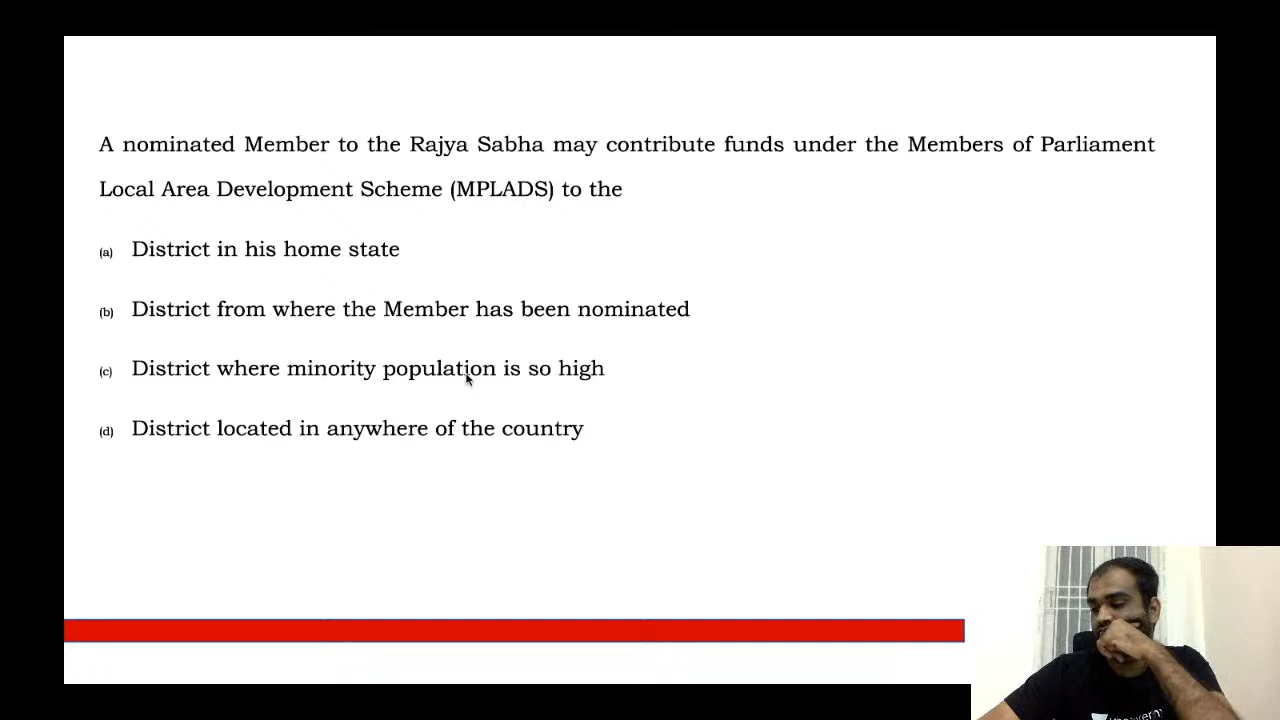 A nominated Member to the Rajya Sabha may contribute funds under the Members of Parliament
Local Area Development Scheme (MPLADS) to the
(a) District in his home state
(b) District from where the Member has been nominated
(c) District where minority population is so high
(d) District located in anywhere of the country